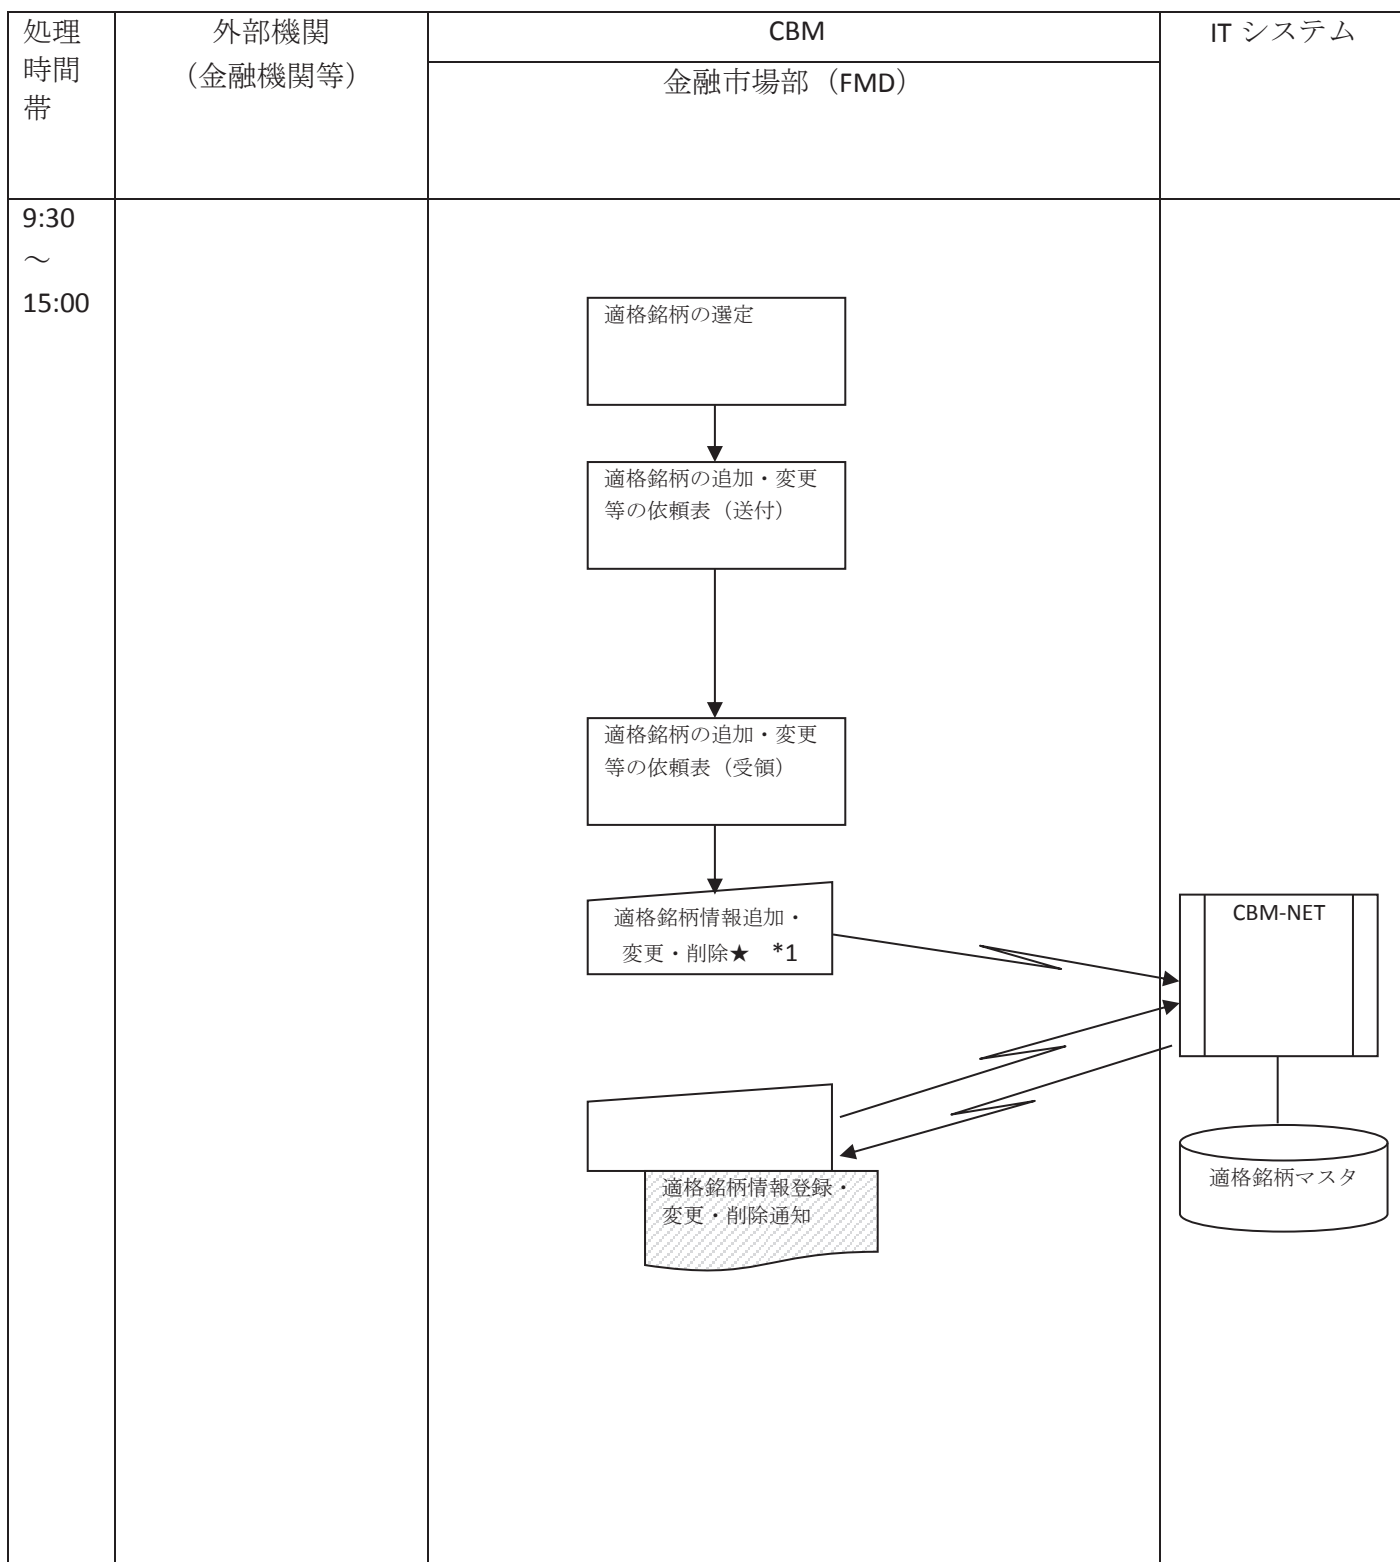 処理
時間
帯
外部機関
（金融機関等）
CBM
金融市場部（FMD）
IT システム
9:30
～
15:00
適格銘柄の選定
適格銘柄の追加・変更
等の依頼表（送付）
適格銘柄の追加・変更
等の依頼表（受領）
適格銘柄情報追加・
変更・削除★　*1
CBM-NET
適格銘柄マスタ
適格銘柄情報登録・
変更・削除通知